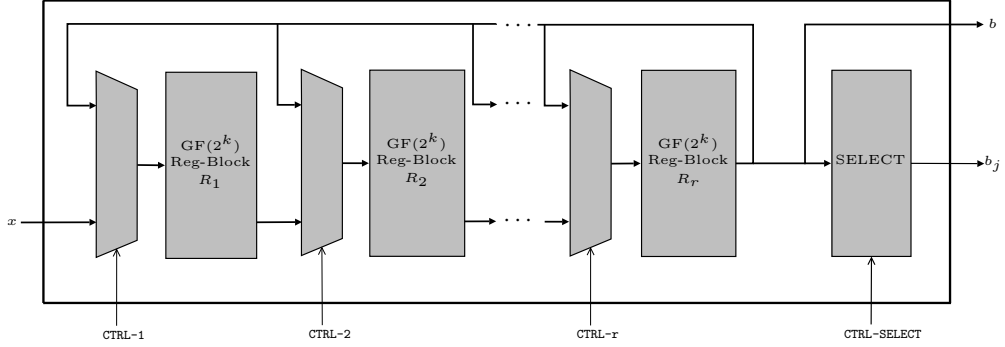 b
· · ·
· · ·
GF(2^k)
Reg-Block
R_1
GF(2^k)
Reg-Block
R_2
GF(2^k)
Reg-Block
R_r
SELECT
b_j
x
· · ·
CTRL-1
CTRL-2
CTRL-r
CTRL-SELECT